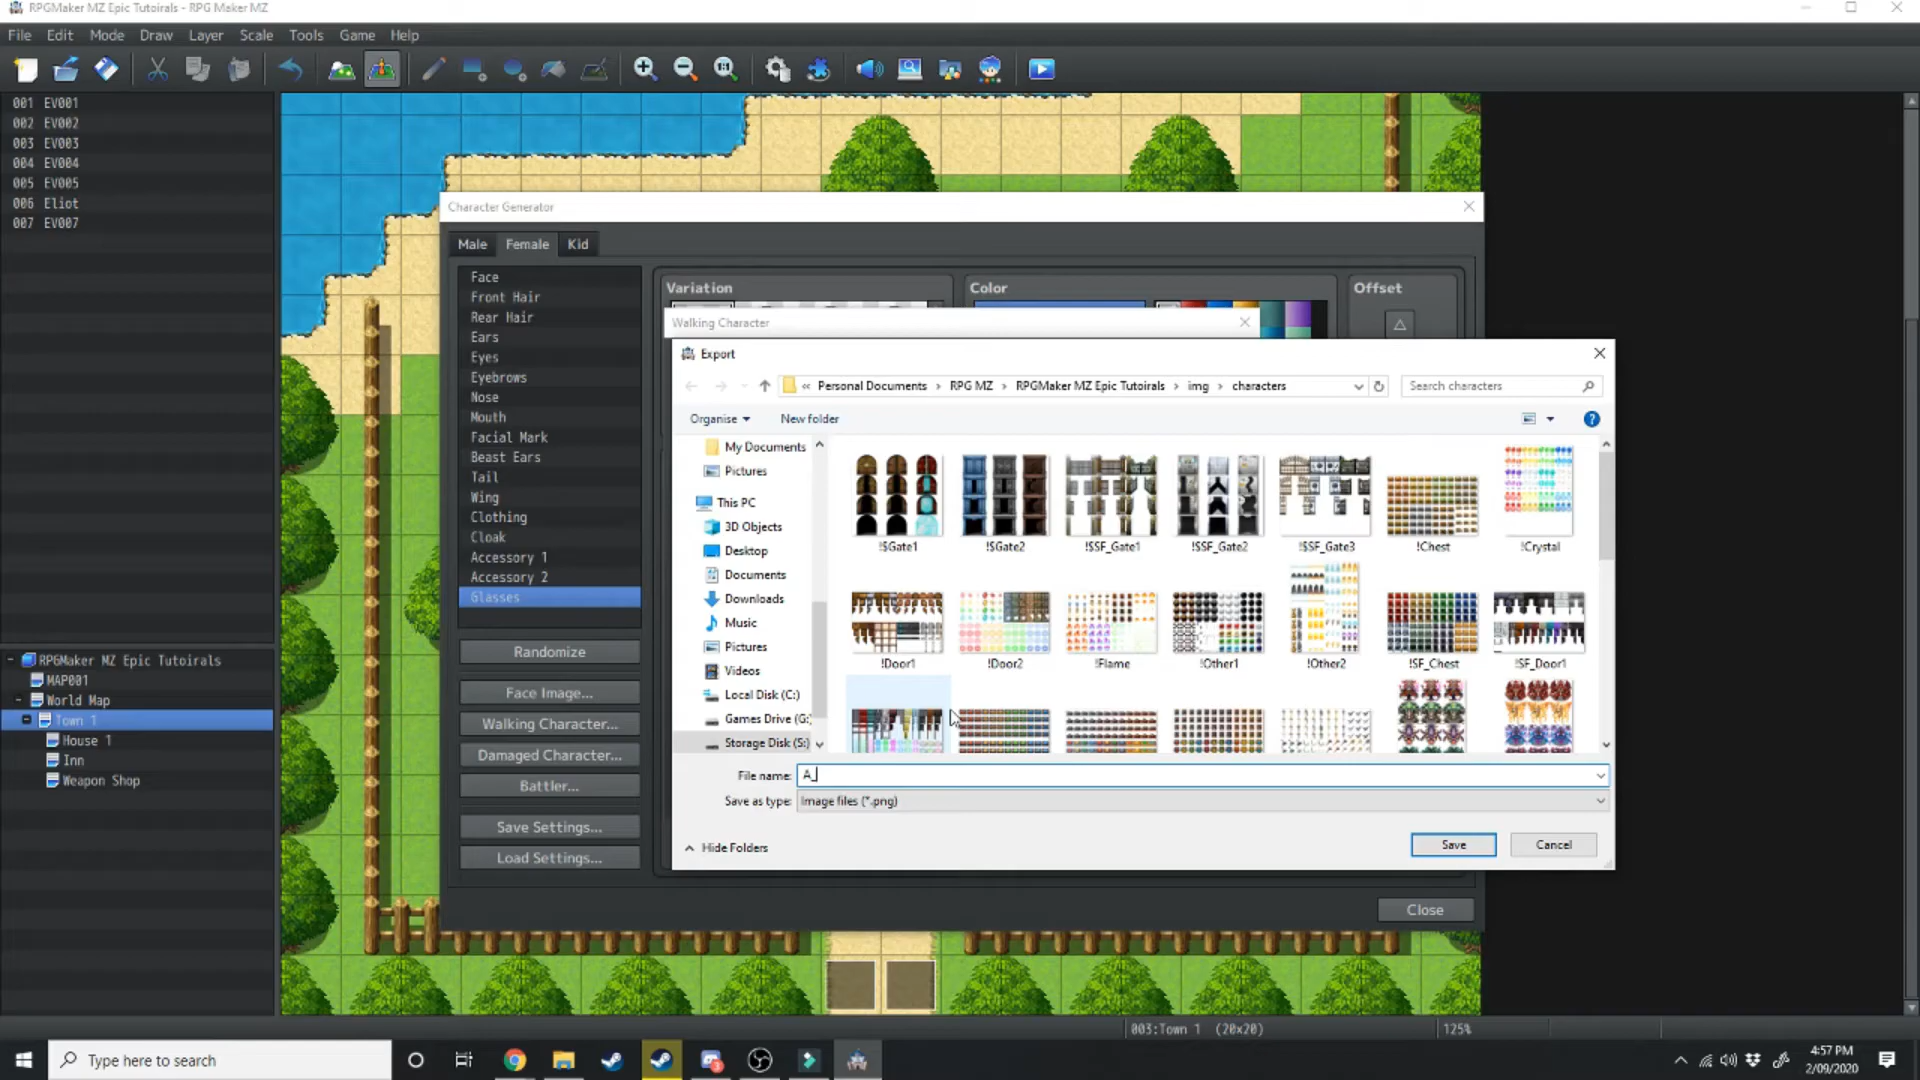 RPGMaker MZ Epic Tutoirals - RPG Maker MZ
File Edit Mode Draw Layer Scale Tools Game Help
001 EV001
002 EV002
003 EV003
004 EV004
005 EV005
006 Eliot
007 EV007
RPGMaker MZ Epic Tutoirals
MAP001
World Map
Town 1
House 1
Inn
Weapon Shop
Character Generator
Male Female Kid
Face
Front Hair
Rear Hair
Ears
Eyes
Eyebrows
Nose
Mouth
Facial Mark
Beast Ears
Tail
Wing
Clothing
Cloak
Accessory 1
Accessory 2
Glasses
Randomize
Face Image...
Walking Character...
Damaged Character...
Battler...
Save Settings...
Load Settings...
Variation
Color
Offset
Close
Walking Character
Export
« Personal Documents › RPG MZ › RPGMaker MZ Epic Tutoirals › img › characters
Search characters
Organise New folder
My Documents
Pictures
This PC
3D Objects
Desktop
Documents
Downloads
Music
Pictures
Videos
Local Disk (C:)
Games Drive (G:)
Storage Disk (S:)
!$Gate1 !$Gate2 !$SF_Gate1 !$SF_Gate2 !$SF_Gate3 !Chest !Crystal
!Door1 !Door2 !Flame !Other1 !Other2 !SF_Chest !SF_Door1
File name: A_
Save as type: Image files (*.png)
Hide Folders
Save
Cancel
003:Town 1 (20x20)
125%
Type here to search
3
4:57 PM
2/09/2020